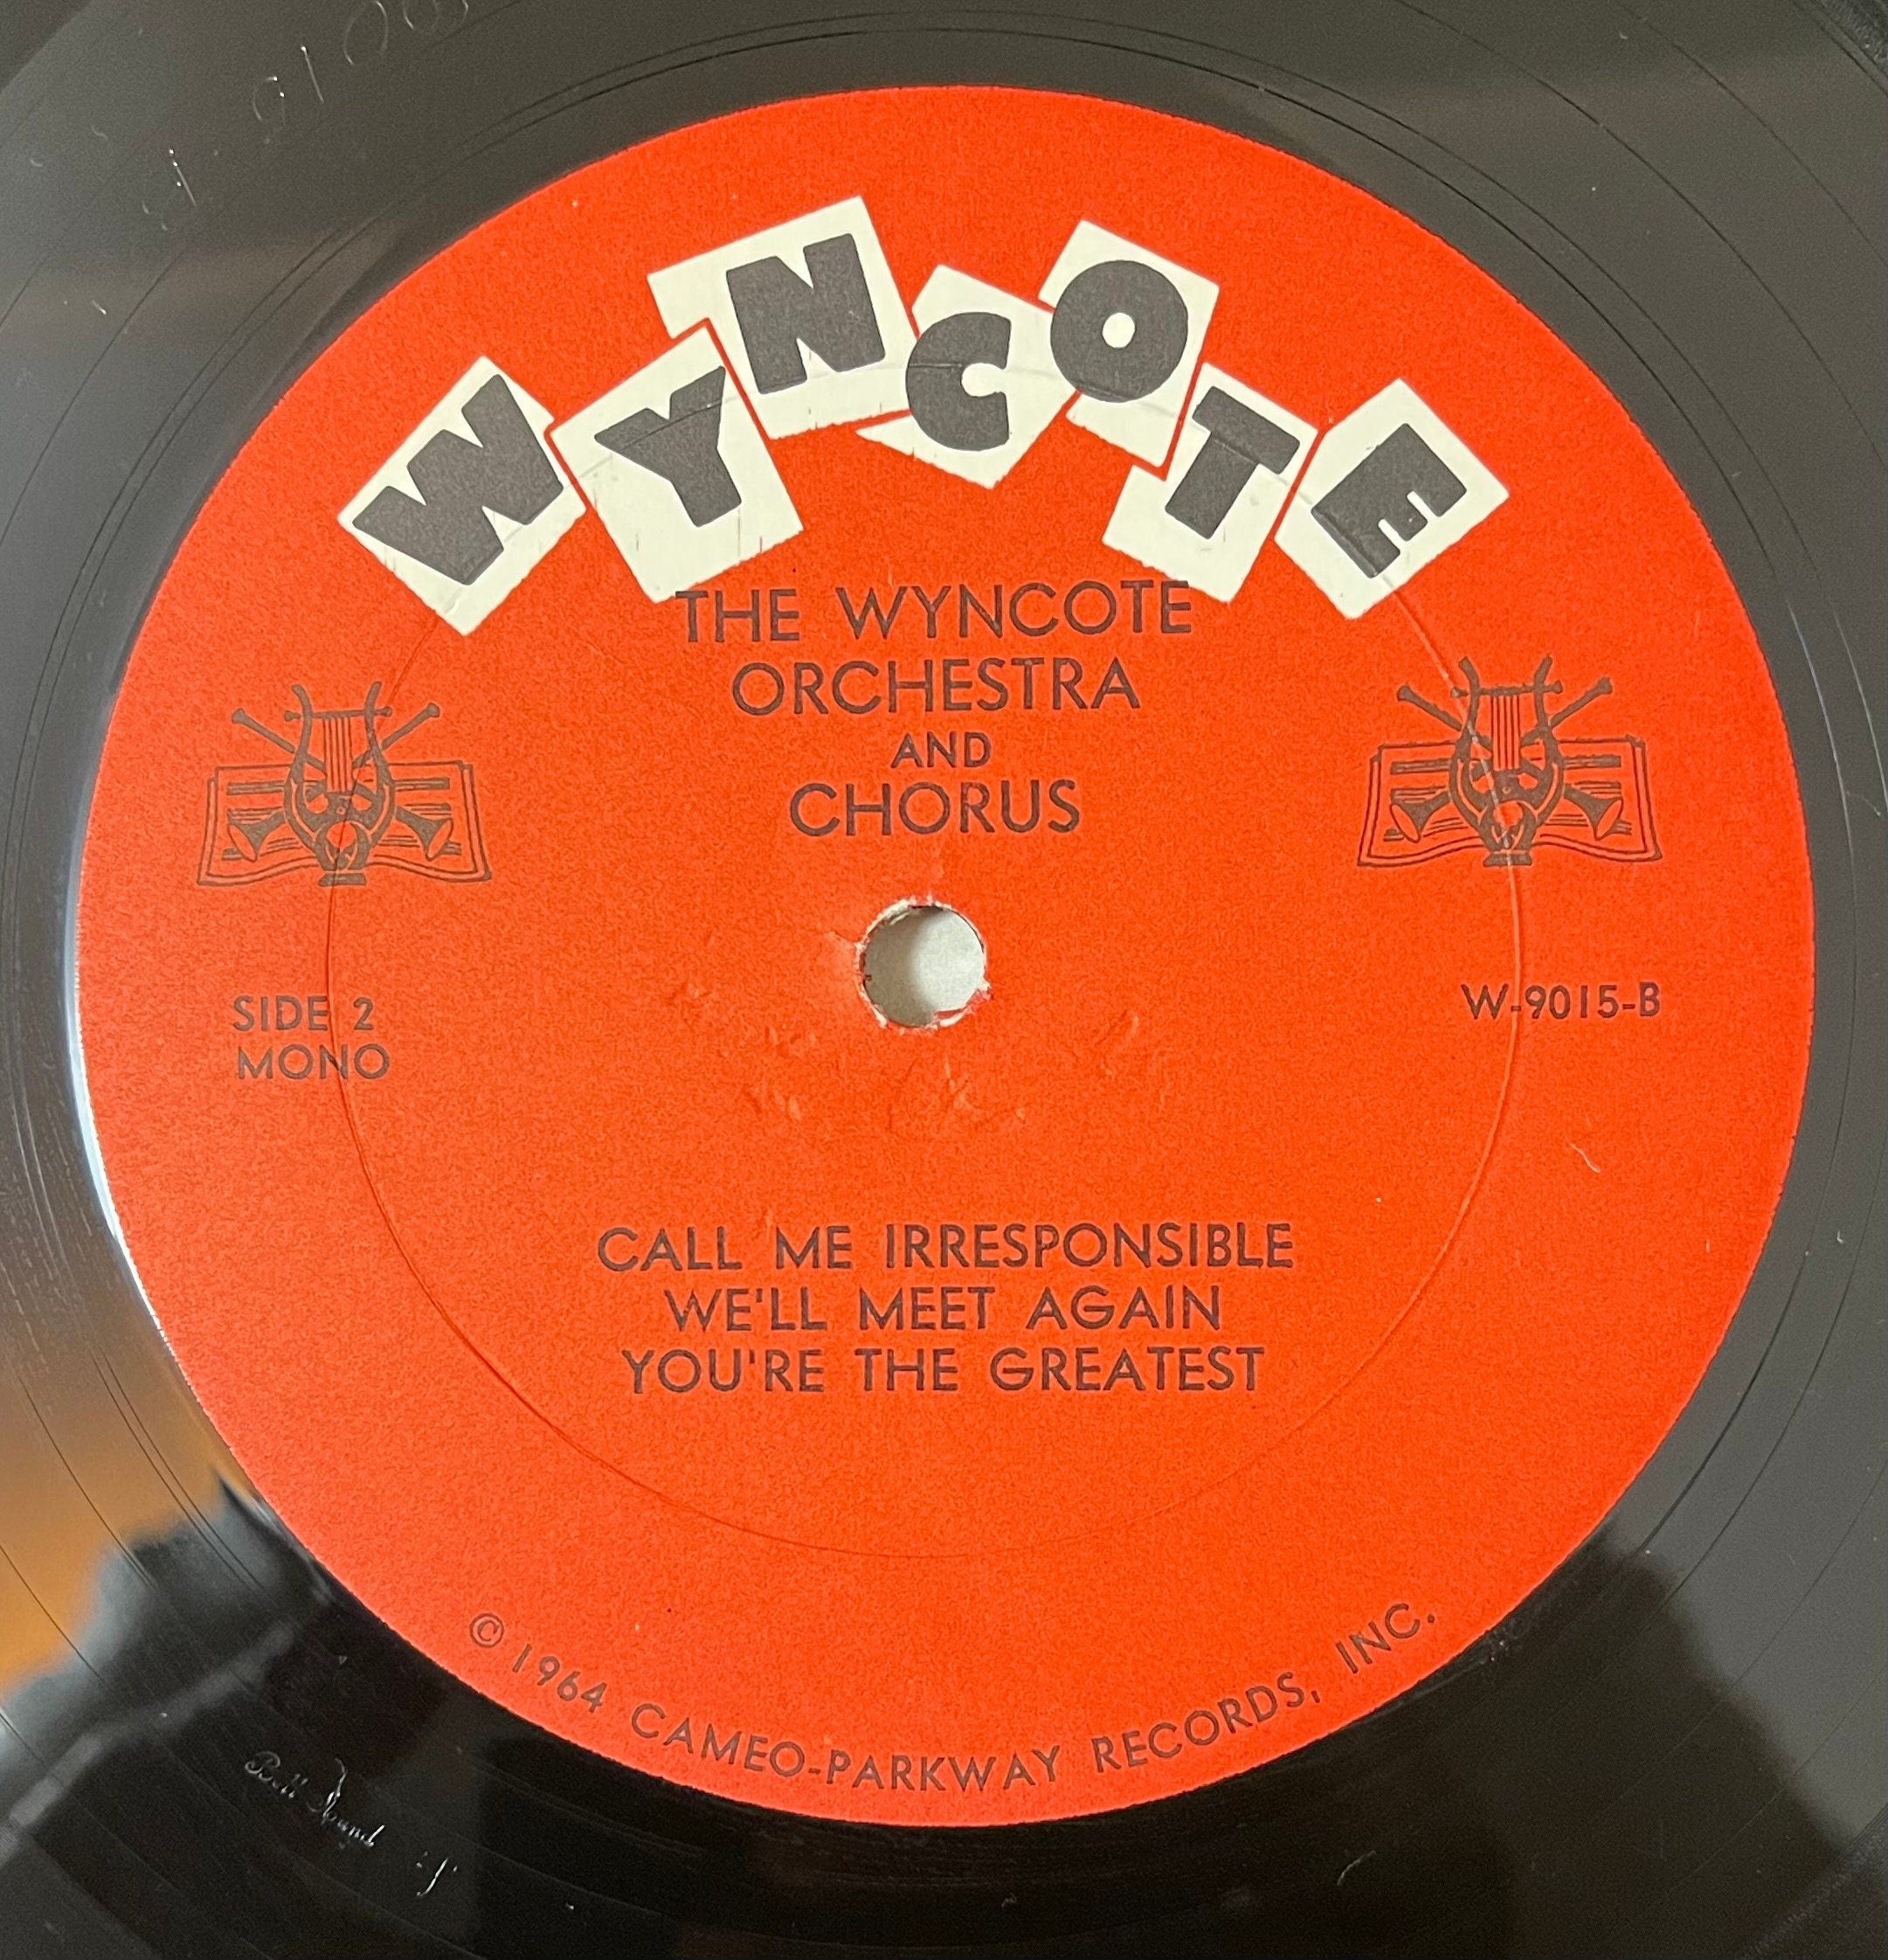 WYNCOTE
THE WYNCOTE
ORCHESTRA
AND
CHORUS
SIDE 2
MONO
W-9015-B
CALL ME IRRESPONSIBLE
WE'LL MEET AGAIN
YOU'RE THE GREATEST
© 1964 CAMEO-PARKWAY RECORDS, INC.